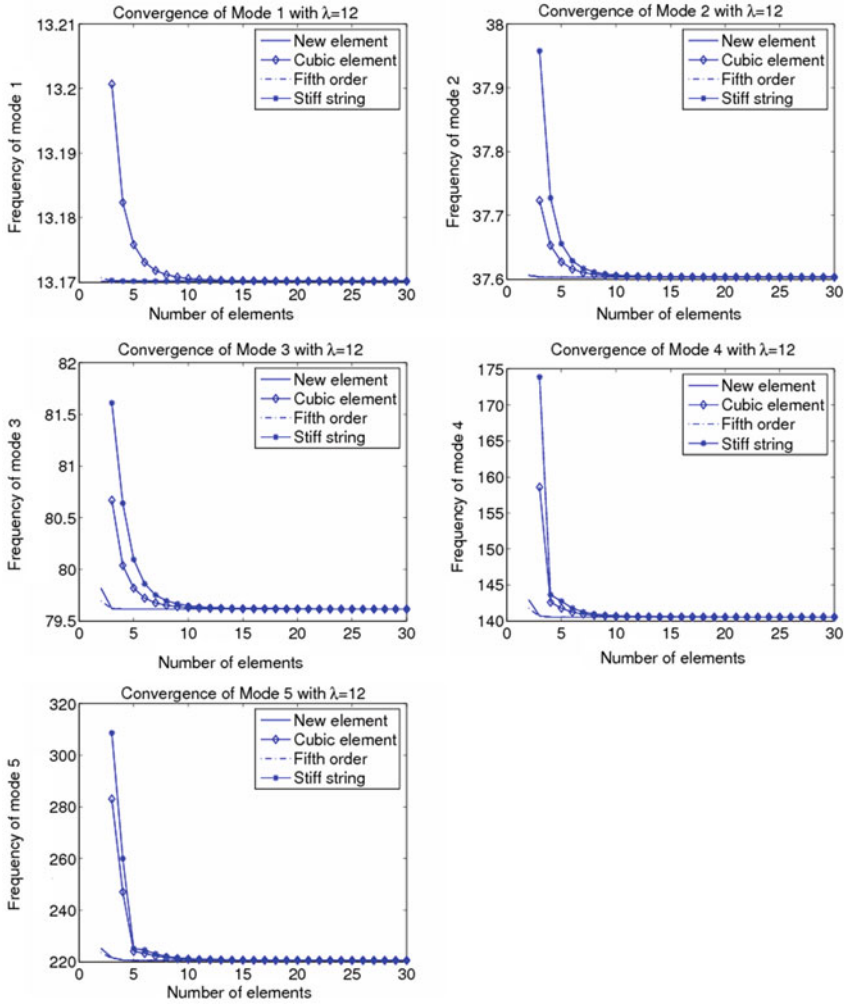 Convergence of Mode 1 with λ=12
13.21
13.2
13.19
13.18
13.17
Frequency of mode 1
New element
Cubic element
Fifth order
Stiff string
0 5 10 15 20 25 30
Number of elements
Convergence of Mode 2 with λ=12
38
37.9
37.8
37.7
37.6
Frequency of mode 2
New element
Cubic element
Fifth order
Stiff string
0 5 10 15 20 25 30
Number of elements
Convergence of Mode 3 with λ=12
82
81.5
81
80.5
80
79.5
Frequency of mode 3
New element
Cubic element
Fifth order
Stiff string
0 5 10 15 20 25 30
Number of elements
Convergence of Mode 4 with λ=12
175
170
165
160
155
150
145
140
Frequency of mode 4
New element
Cubic element
Fifth order
Stiff string
0 5 10 15 20 25 30
Number of elements
Convergence of Mode 5 with λ=12
320
300
280
260
240
220
Frequency of mode 5
New element
Cubic element
Fifth order
Stiff string
0 5 10 15 20 25 30
Number of elements